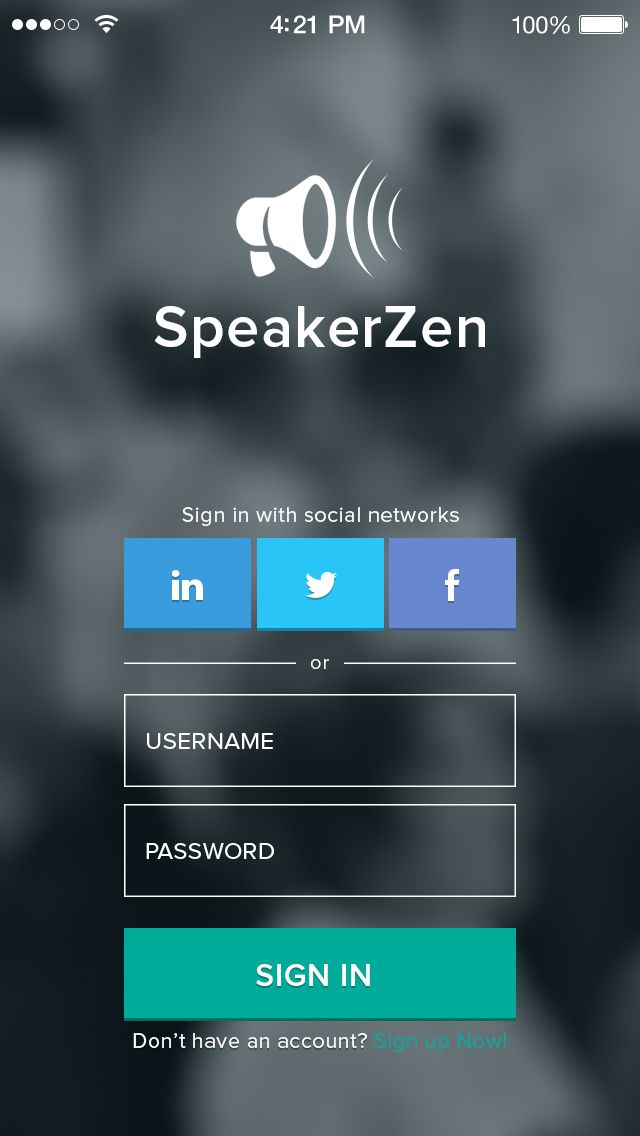 4:21 PM 100%
SpeakerZen
Sign in with social networks
in f
or
USERNAME
PASSWORD
SIGN IN
Don't have an account? Sign up Now!